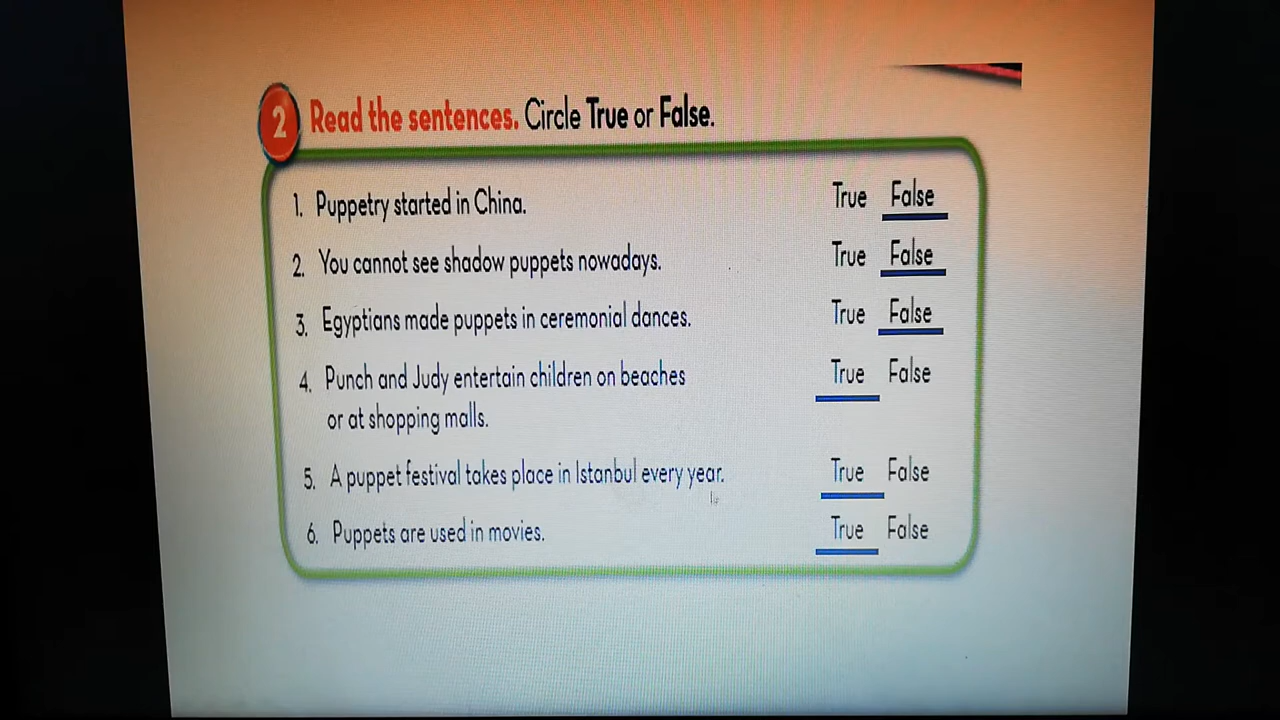 2 Read the sentences. Circle True or False.
1. Puppetry started in China. True False
2. You cannot see shadow puppets nowadays. True False
3. Egyptians made puppets in ceremonial dances. True False
4. Punch and Judy entertain children on beaches True False
or at shopping malls.
5. A puppet festival takes place in Istanbul every year. True False
6. Puppets are used in movies. True False